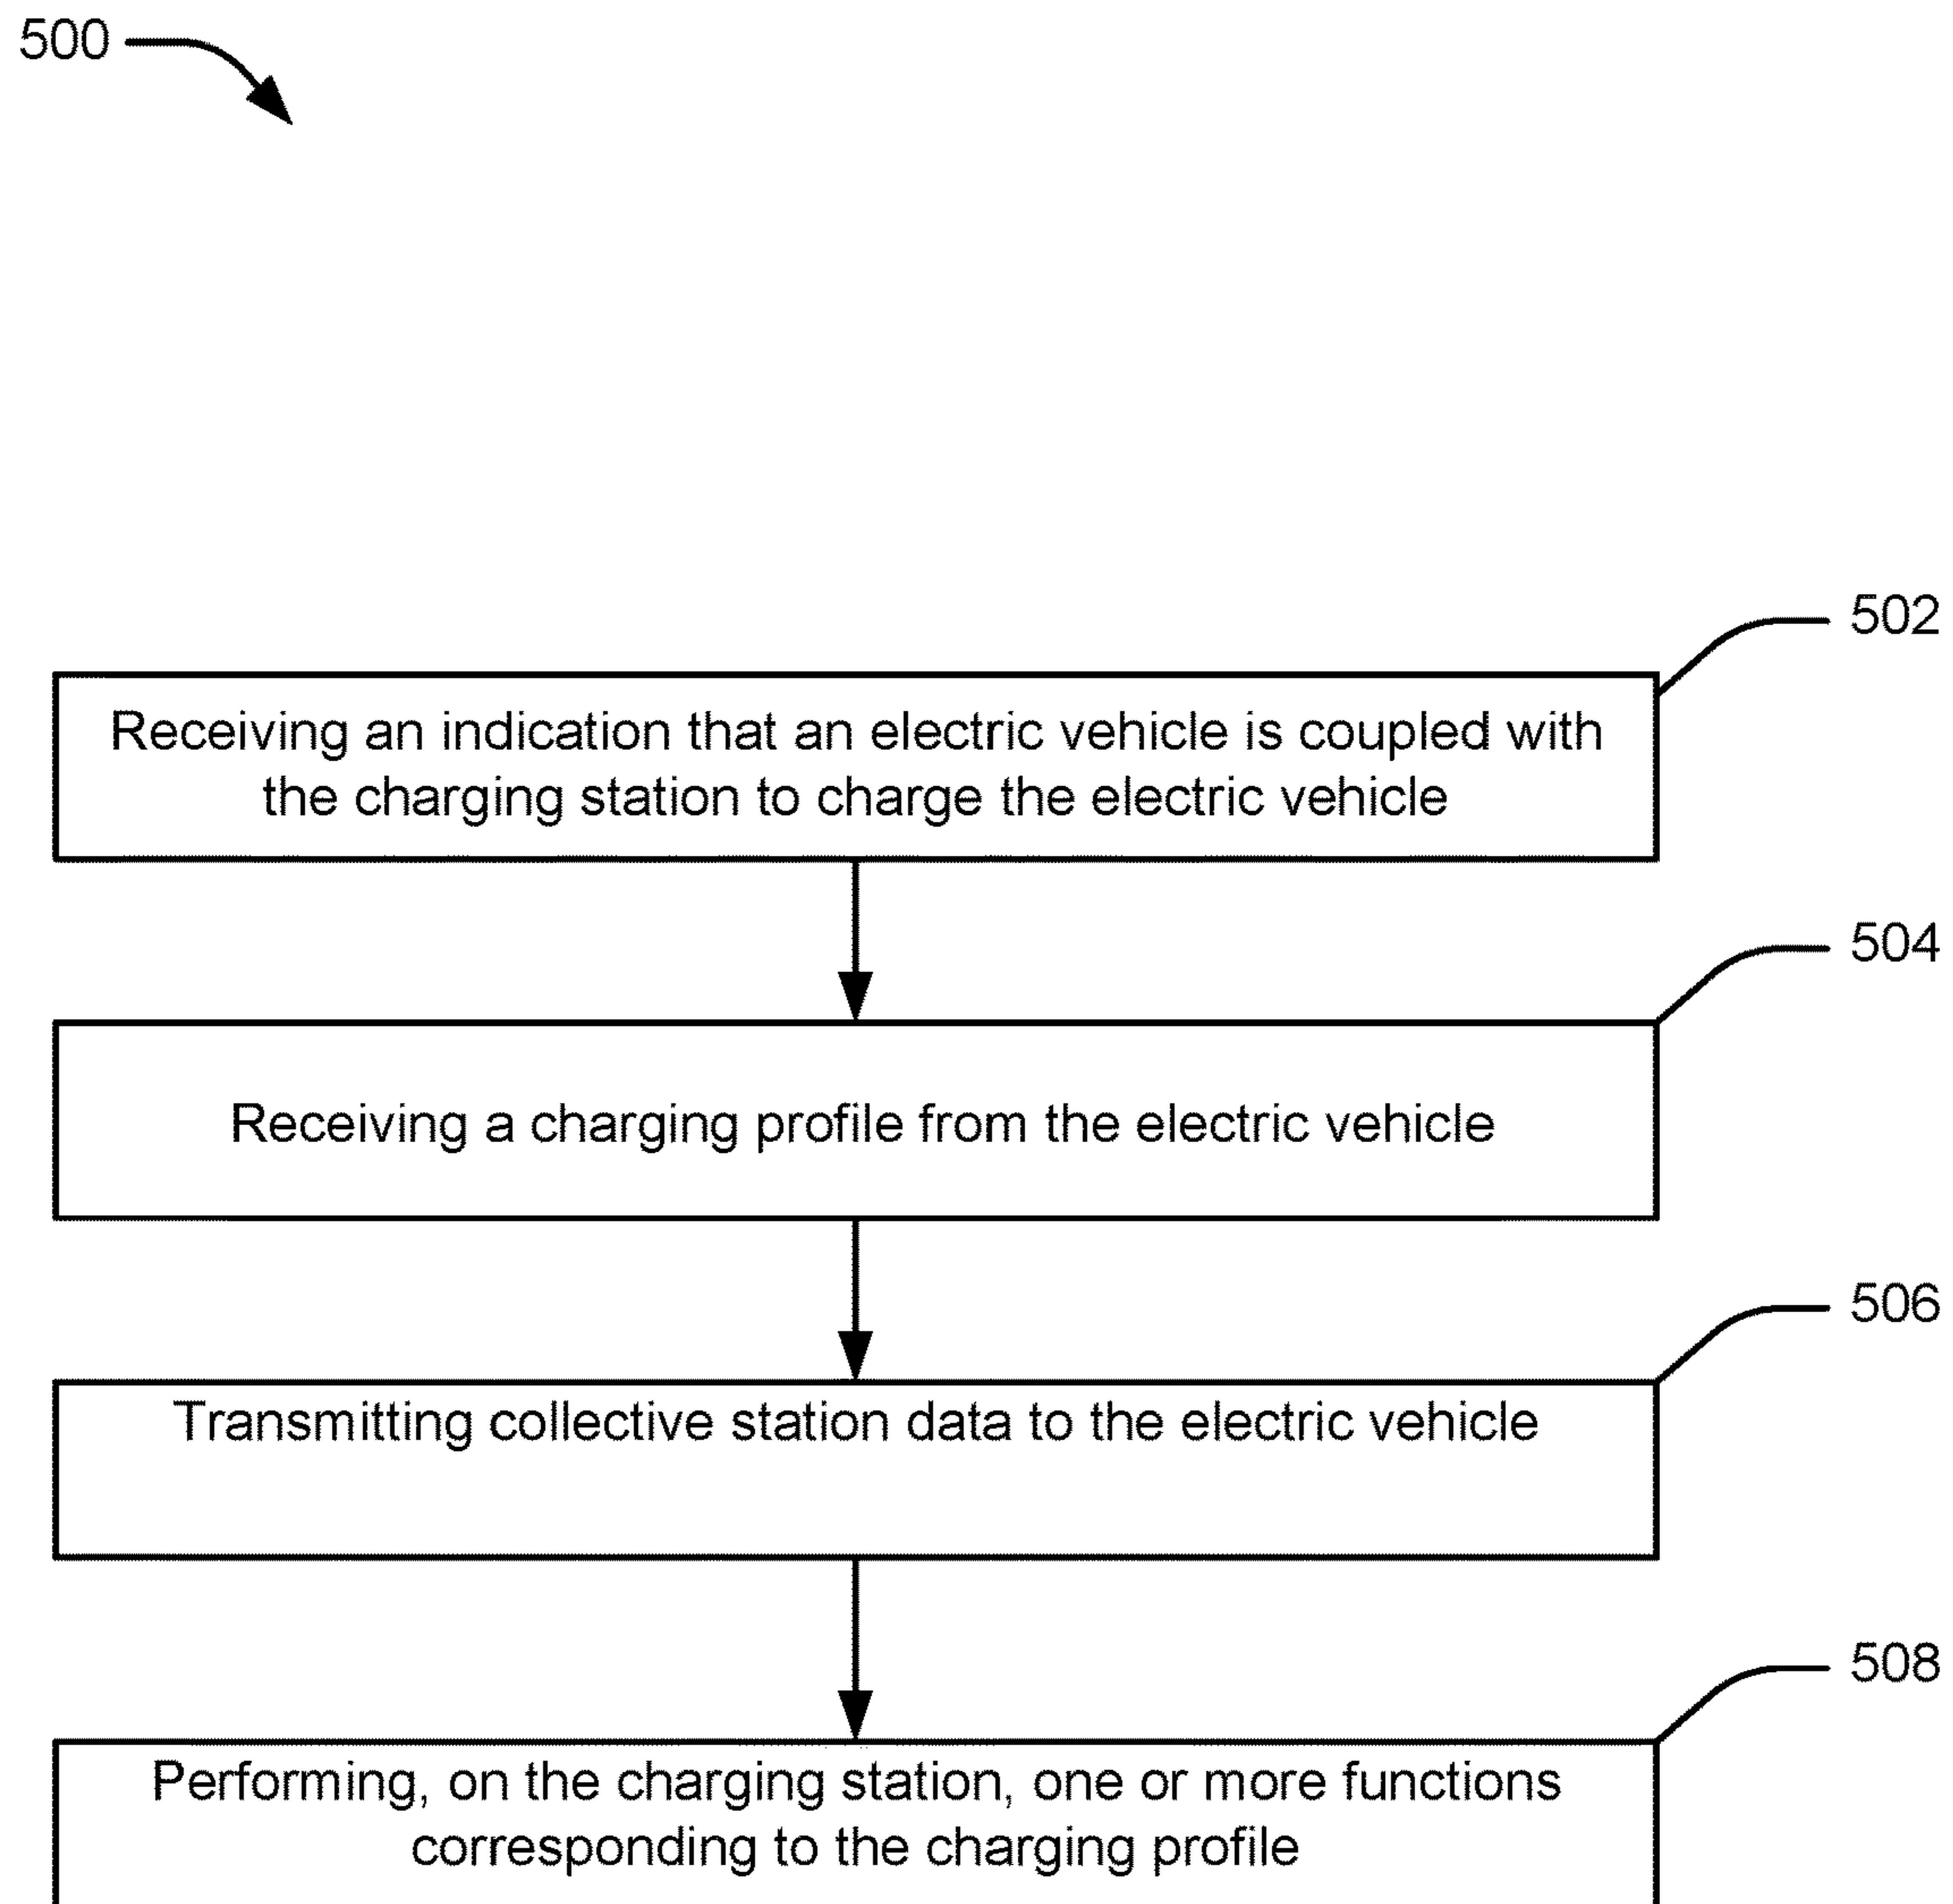 500
502
Receiving an indication that an electric vehicle is coupled with
the charging station to charge the electric vehicle
504
Receiving a charging profile from the electric vehicle
506
Transmitting collective station data to the electric vehicle
508
Performing, on the charging station, one or more functions
corresponding to the charging profile